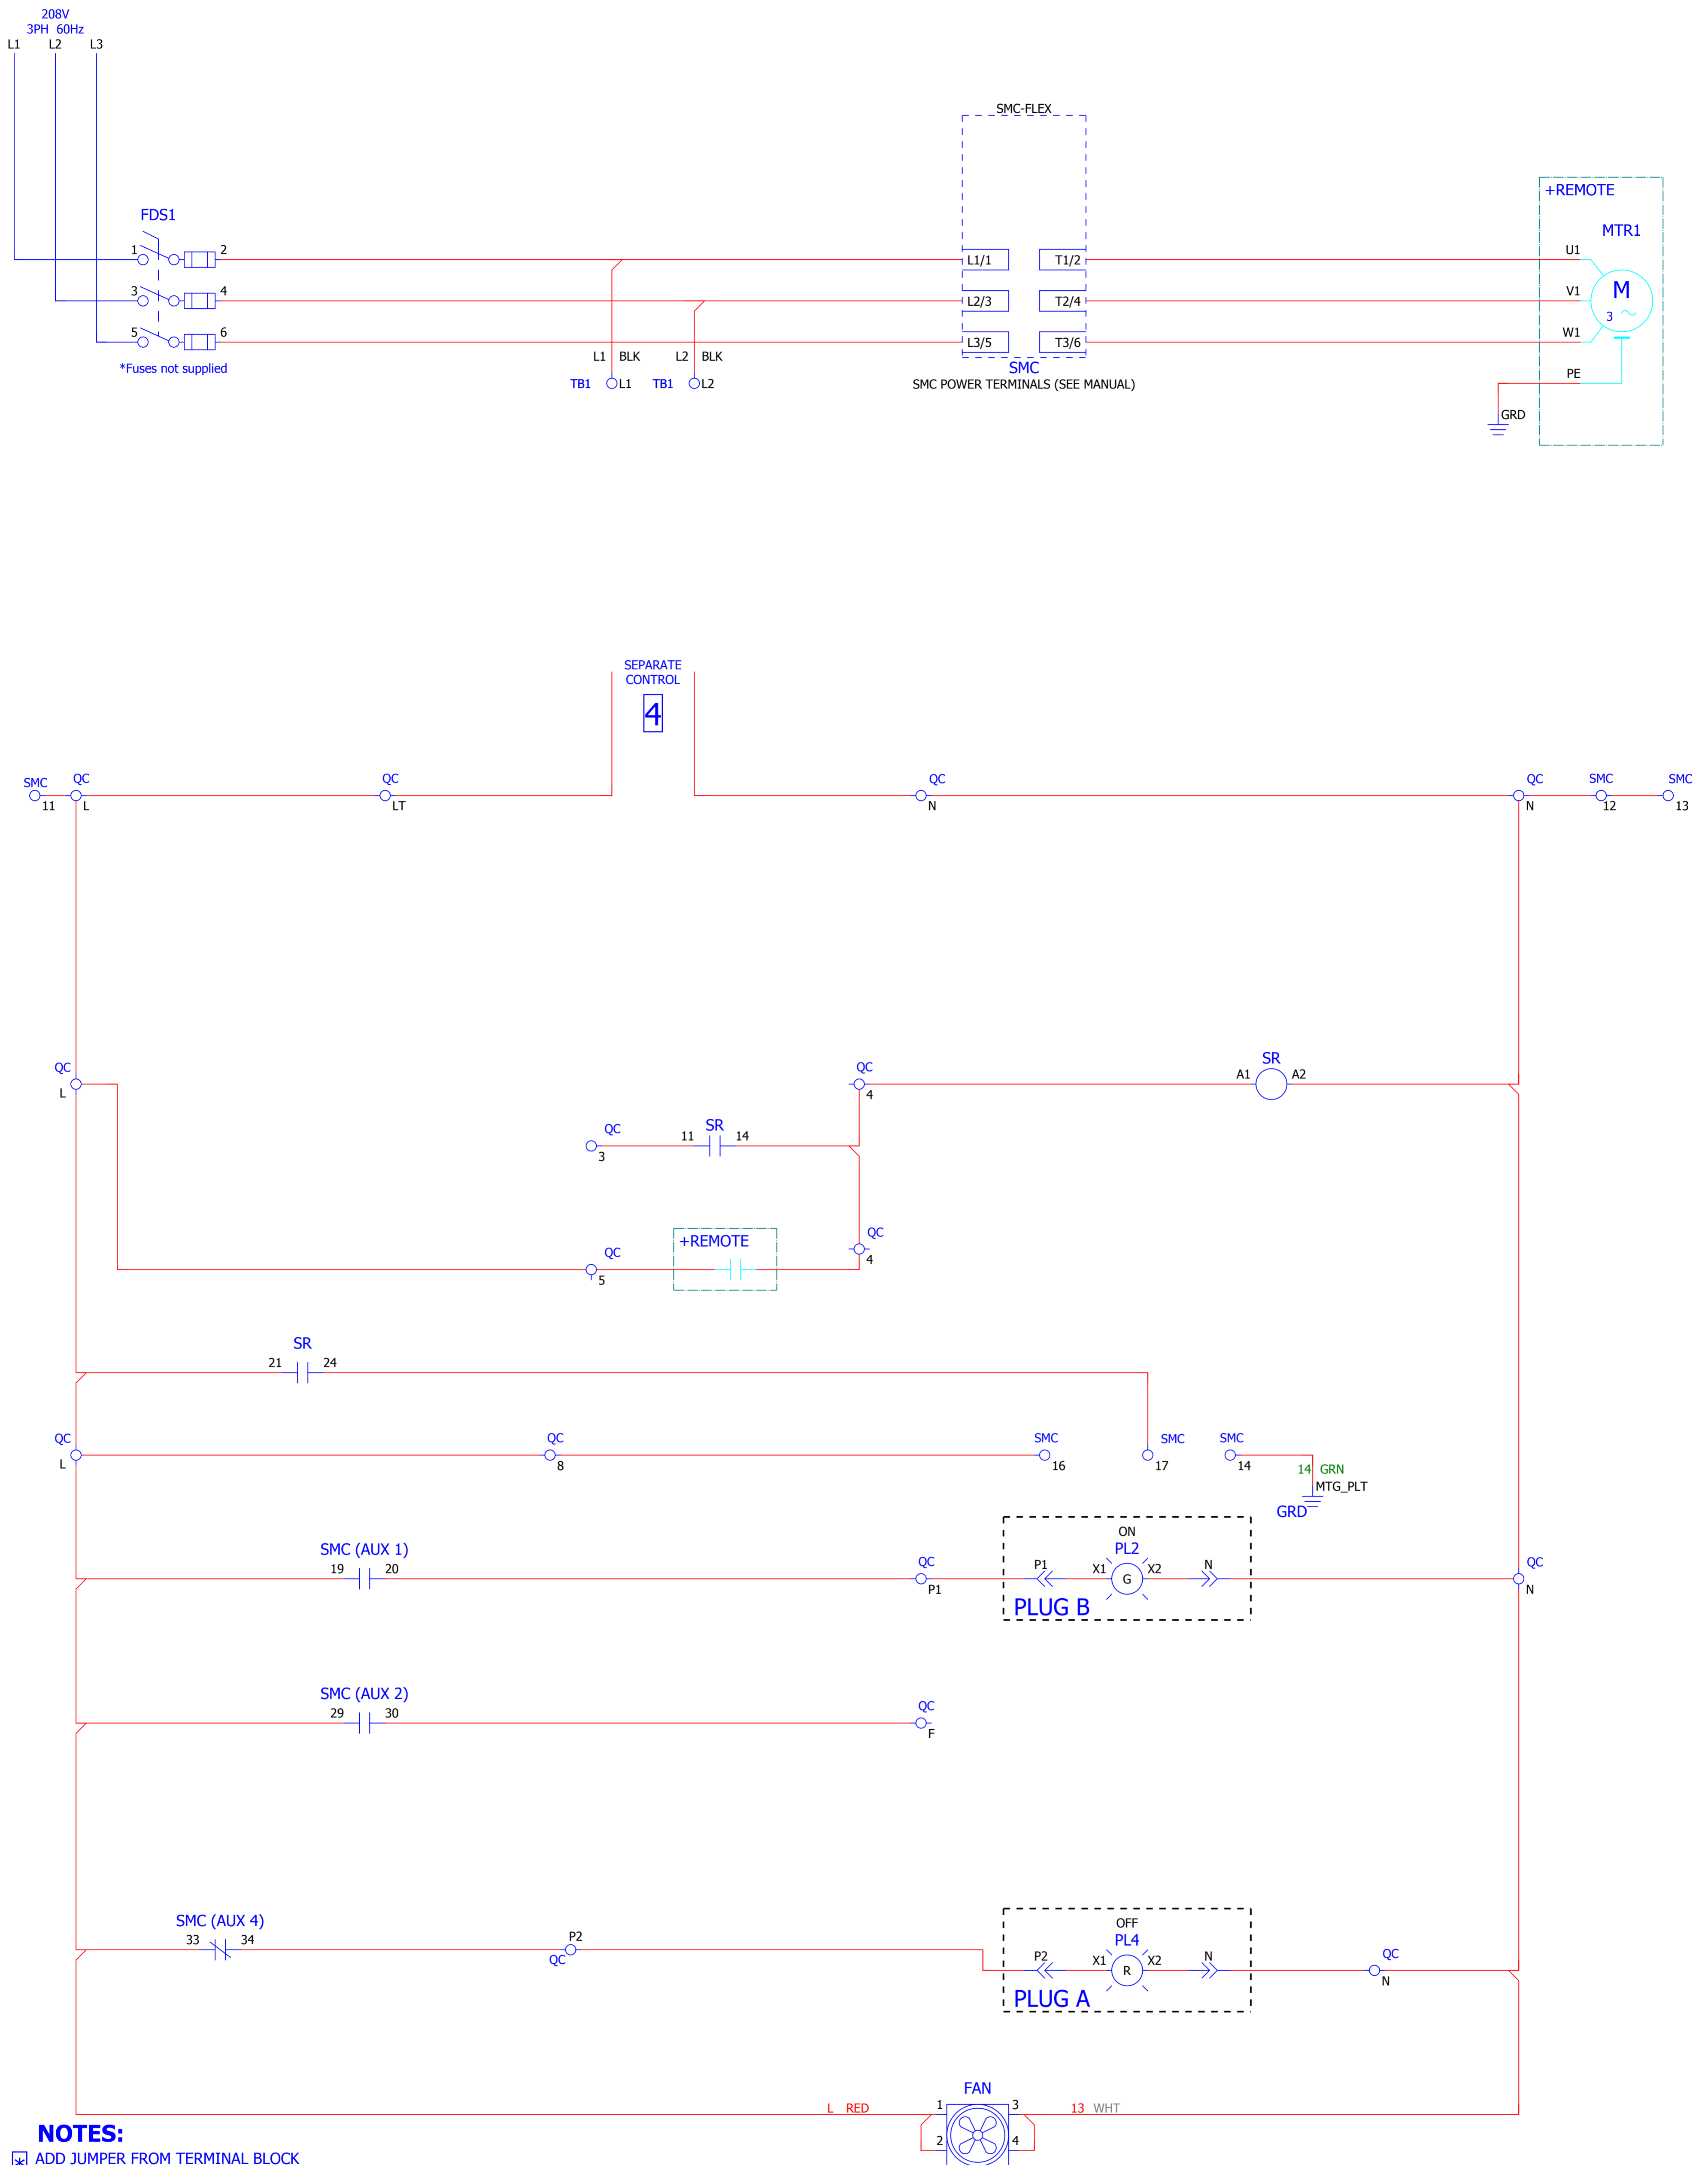 208V
3PH 60Hz
L1 L2 L3
SMC-FLEX
+REMOTE
FDS1
MTR1
1 2 L1/1 T1/2 U1
3 4 L2/3 T2/4 V1 M
3
5 6 L3/5 T3/6 W1
*Fuses not supplied
L1 BLK L2 BLK
TB1 L1 TB1 L2
SMC
SMC POWER TERMINALS (SEE MANUAL)
PE
GRD
SEPARATE
CONTROL
4
SMC QC QC QC QC SMC SMC
11 L LT N N 12 13
QC QC SR
L 4 A1 A2
QC SR
3 11 14
QC +REMOTE QC
5 4
SR
21 24
QC QC SMC SMC SMC
L 8 16 17 14
14 GRN
MTG_PLT
GRD
SMC (AUX 1)
19 20
QC
P1
ON
PL2
P1 X1 G X2 N
PLUG B
QC
N
SMC (AUX 2)
29 30
QC
F
SMC (AUX 4)
33 34
P2
QC
OFF
PL4
P2 X1 R X2 N
PLUG A
QC
N
FAN
L RED 1 3 13 WHT
2 4
NOTES:
* ADD JUMPER FROM TERMINAL BLOCK